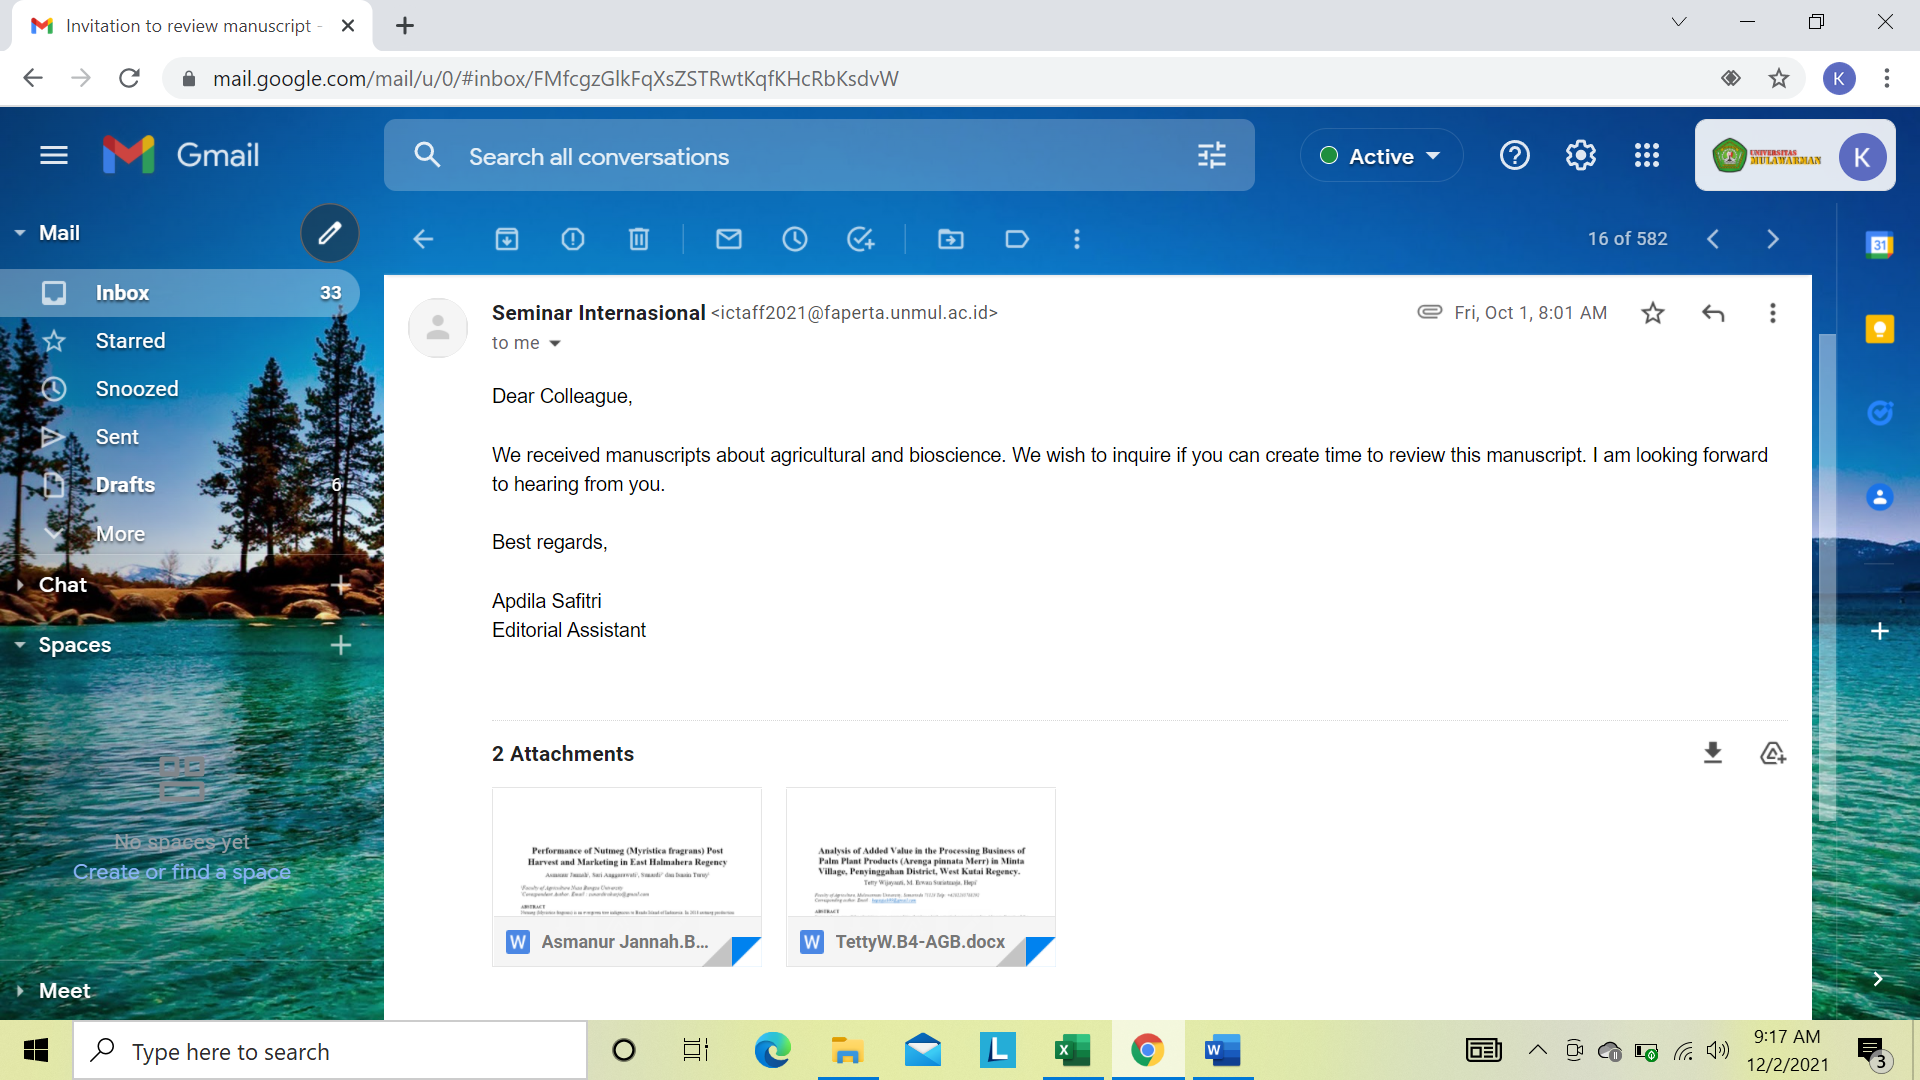 Invitation to review manuscript -
mail.google.com/mail/u/0/#inbox/FMfcgzGlkFqXsZSTRwtKqfKHcRbKsdvW
K
Gmail
Search all conversations
Active
UNIVERSITAS
MULAWARMAN
K
Mail
16 of 582
31
Inbox 33
Starred
Snoozed
Sent
Drafts 6
More
Chat
Spaces
No spaces yet
Create or find a space
Meet
Seminar Internasional <ictaff2021@faperta.unmul.ac.id>
Fri, Oct 1, 8:01 AM
to me
Dear Colleague,
We received manuscripts about agricultural and bioscience. We wish to inquire if you can create time to review this manuscript. I am looking forward
to hearing from you.
Best regards,
Apdila Safitri
Editorial Assistant
2 Attachments
Performance of Nutmeg (Myristica fragrans) Post
Harvest and Marketing in East Halmahera Regency
ABSTRACT
W Asmanur Jannah.B...
Analysis of Added Value in the Processing Business of
Palm Plant Products (Arenga pinnata Merr) in Minta
Village, Penyinggahan District, West Kutai Regency.
ABSTRACT
W TettyW.B4-AGB.docx
Type here to search
L
X
W
9:17 AM
12/2/2021
3